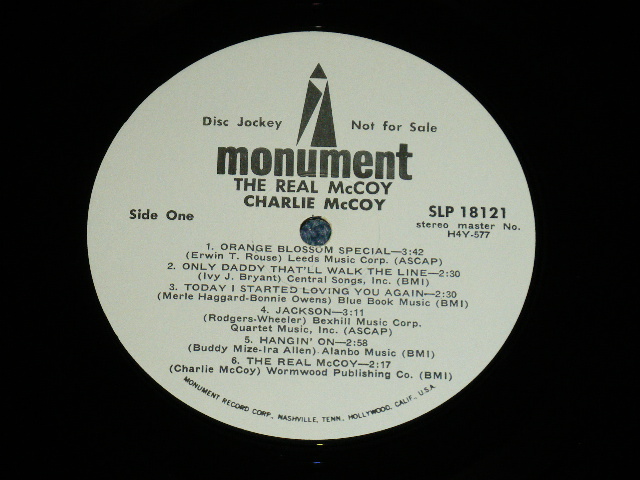 Disc Jockey Not for Sale
monument
THE REAL McCOY
CHARLIE McCOY
Side One
SLP 18121
stereo master No.
H4Y-577
1. ORANGE BLOSSOM SPECIAL—3:42
(Erwin T. Rouse) Leeds Music Corp. (ASCAP)
2. ONLY DADDY THAT'LL WALK THE LINE—2:30
(Ivy J. Bryant) Central Songs, Inc. (BMI)
3. TODAY I STARTED LOVING YOU AGAIN—2:30
(Merle Haggard-Bonnie Owens) Blue Book Music (BMI)
4. JACKSON—3:11
(Rodgers-Wheeler) Bexhill Music Corp.
Quartet Music, Inc. (ASCAP)
5. HANGIN' ON—2:58
(Buddy Mize-Ira Allen) Alanbo Music (BMI)
6. THE REAL McCOY—2:17
(Charlie McCoy) Wormwood Publishing Co. (BMI)
MONUMENT RECORD CORP., NASHVILLE, TENN., HOLLYWOOD, CALIF., U.S.A.